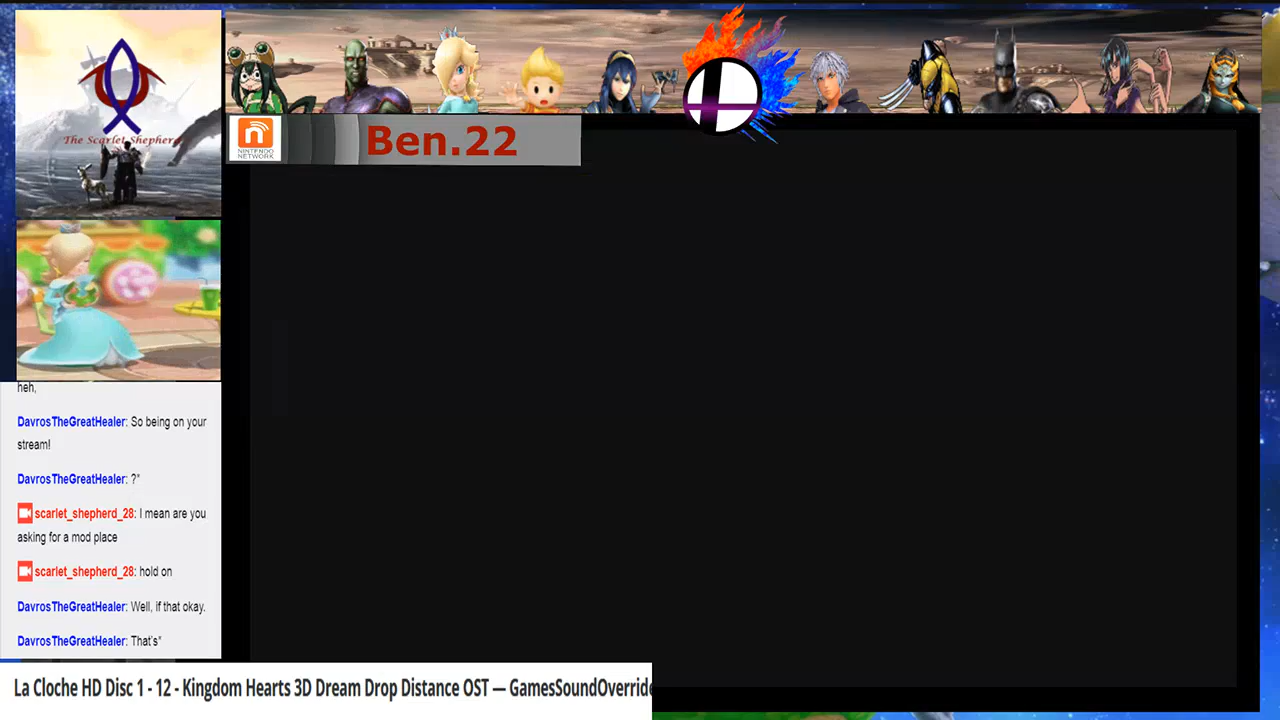 The Scarlet Shepherd
NINTENDO
NETWORK
Ben.22
heh,
DavrosTheGreatHealer: So being on your
stream!
DavrosTheGreatHealer: ?*
scarlet_shepherd_28: I mean are you
asking for a mod place
scarlet_shepherd_28: hold on
DavrosTheGreatHealer: Well, if that okay.
DavrosTheGreatHealer: That's*
La Cloche HD Disc 1 - 12 - Kingdom Hearts 3D Dream Drop Distance OST — GamesSoundOverride